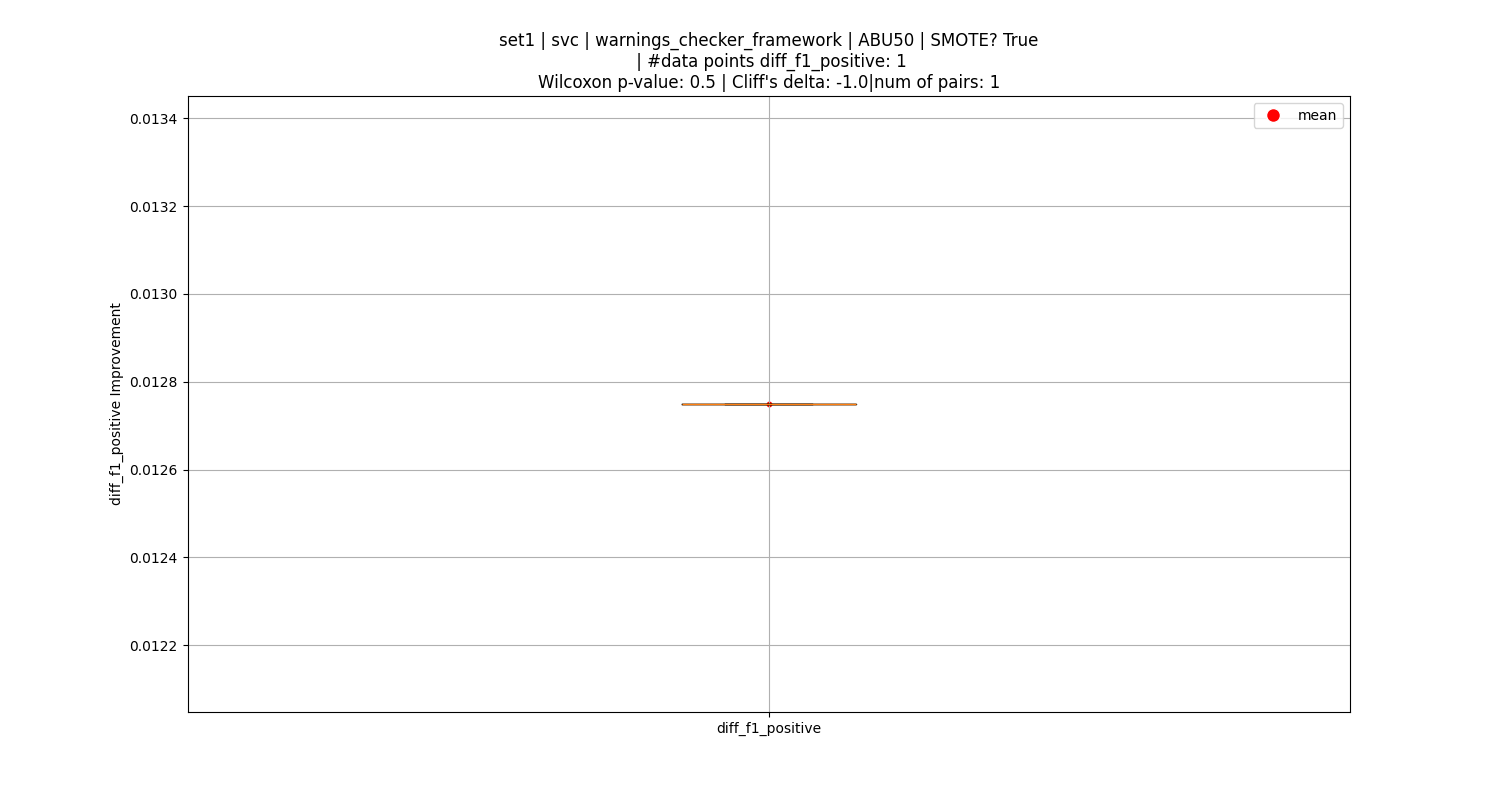 set1 | svc | warnings_checker_framework | ABU50 | SMOTE? True
| #data points diff_f1_positive: 1
Wilcoxon p-value: 0.5 | Cliff's delta: -1.0|num of pairs: 1
mean
0.0134
0.0132
0.0130
0.0128
0.0126
0.0124
0.0122
diff_f1_positive Improvement
diff_f1_positive